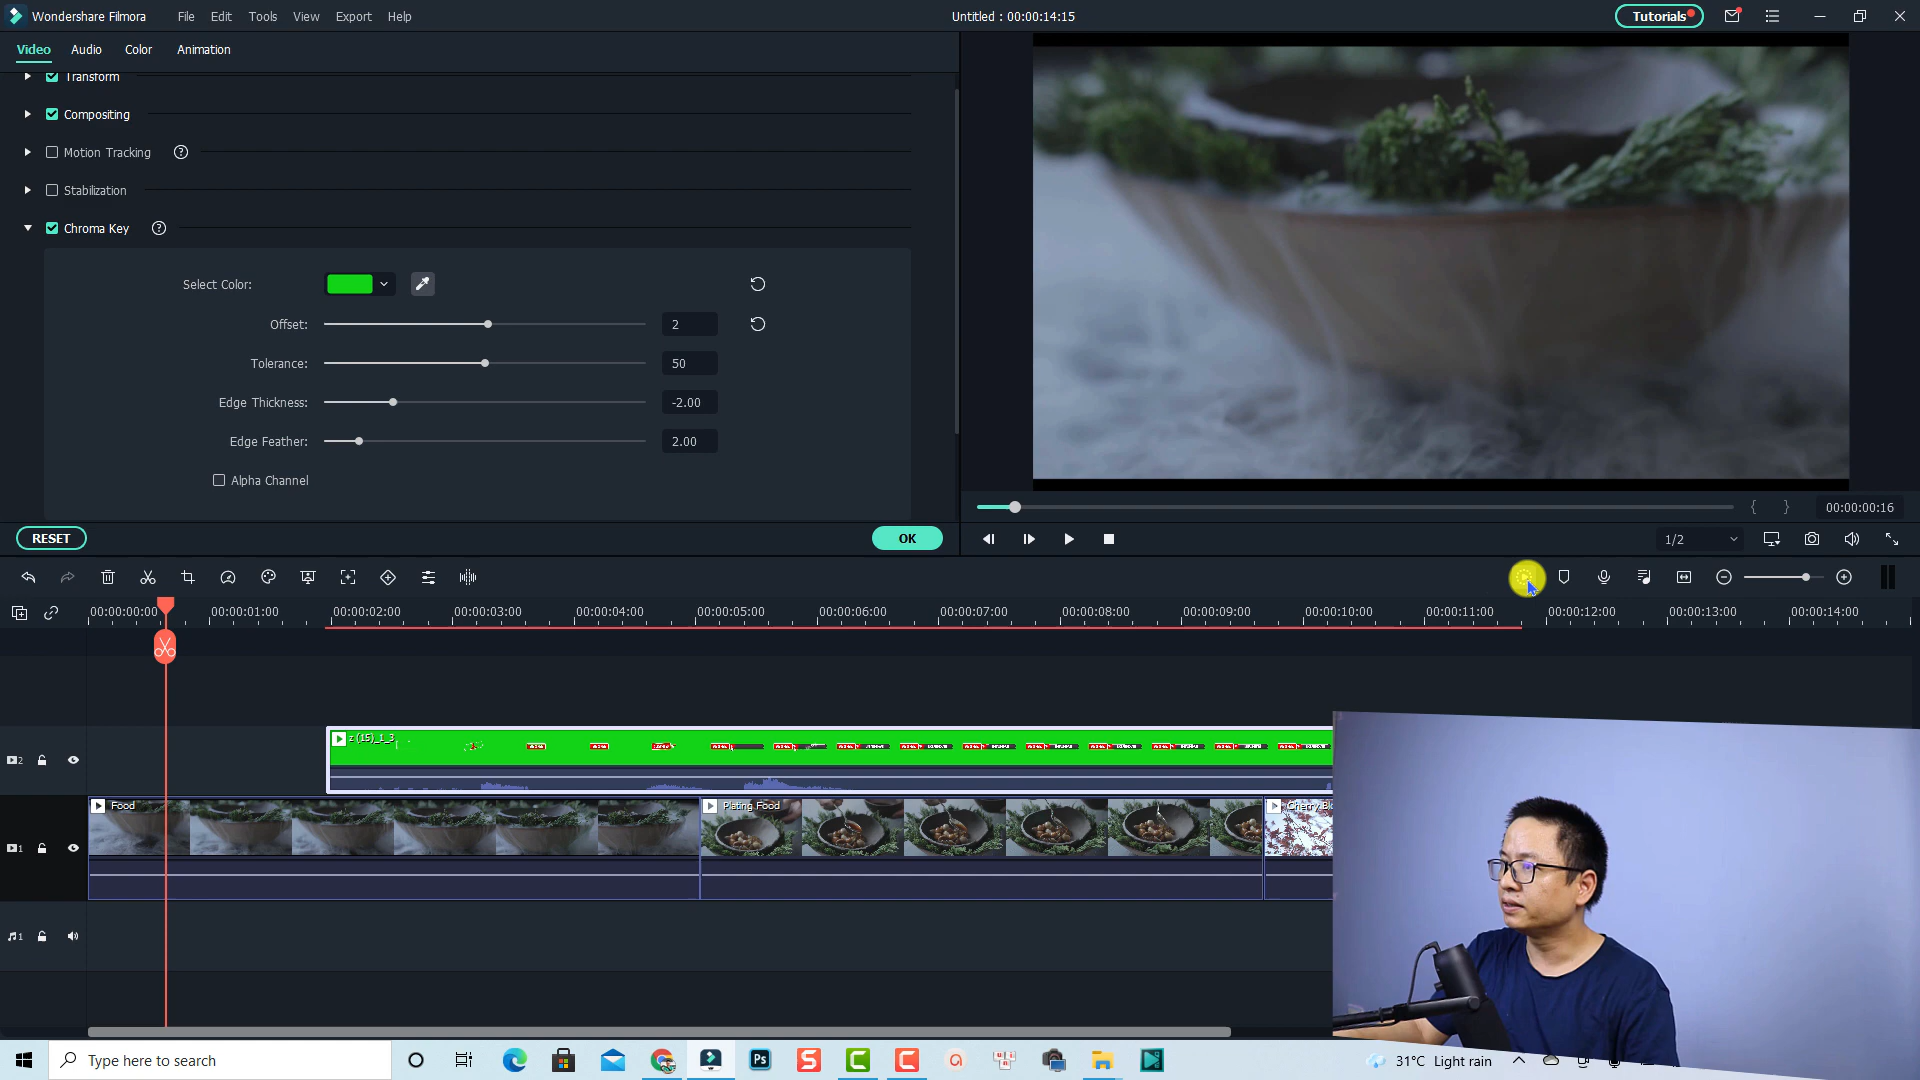 Wondershare Filmora
File Edit Tools View Export Help
Untitled : 00:00:14:15
Tutorials
Video Audio Color Animation
Transform
Compositing
Motion Tracking
Stabilization
Chroma Key
Select Color:
Offset: 2
Tolerance: 50
Edge Thickness: -2.00
Edge Feather: 2.00
Alpha Channel
RESET OK
00:00:00:16
1/2
00:00:00:00 00:00:01:00 00:00:02:00 00:00:03:00 00:00:04:00 00:00:05:00 00:00:06:00 00:00:07:00 00:00:08:00 00:00:09:00 00:00:10:00 00:00:11:00 00:00:12:00 00:00:13:00 00:00:14:00
z (15)_1_3
2
Food Plating Food
1
1
Type here to search
Ps
31°C Light rain